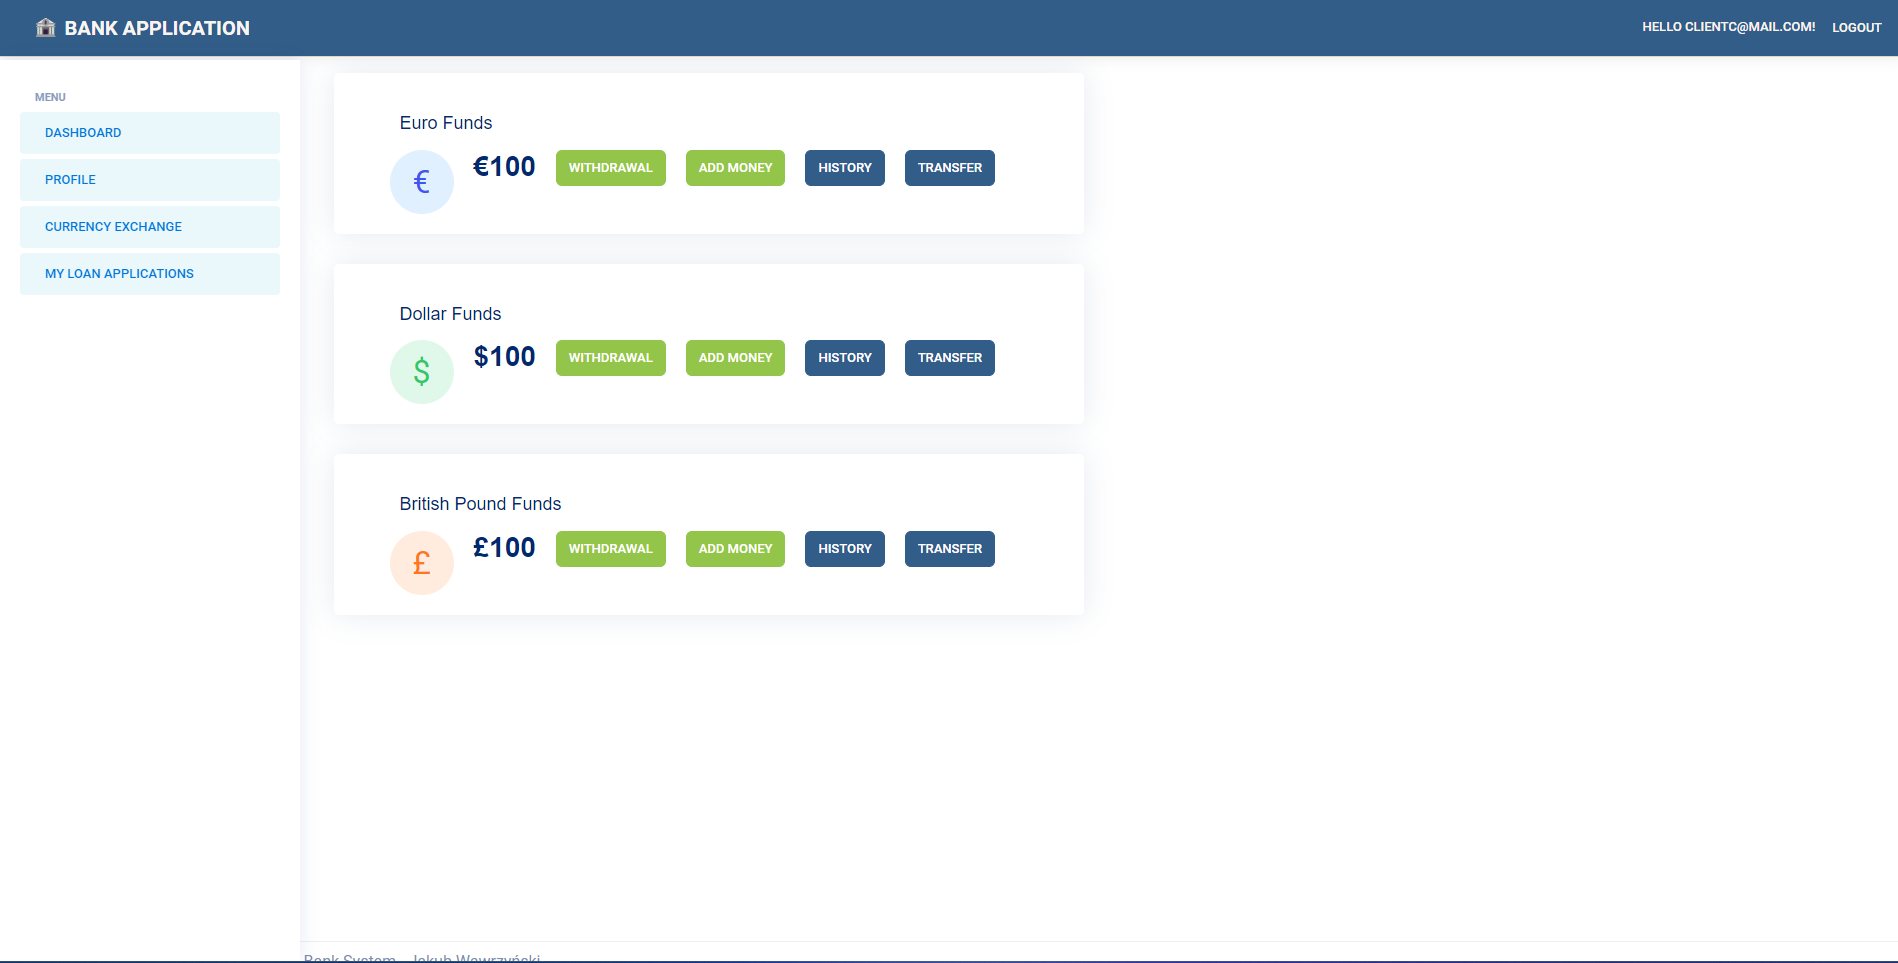 BANK APPLICATION
HELLO CLIENTC@MAIL.COM!
LOGOUT
MENU
DASHBOARD
PROFILE
CURRENCY EXCHANGE
MY LOAN APPLICATIONS
Euro Funds
€
€100
WITHDRAWAL
ADD MONEY
HISTORY
TRANSFER
Dollar Funds
$
$100
WITHDRAWAL
ADD MONEY
HISTORY
TRANSFER
British Pound Funds
£
£100
WITHDRAWAL
ADD MONEY
HISTORY
TRANSFER
Bank System - Jakub Wawrzyński